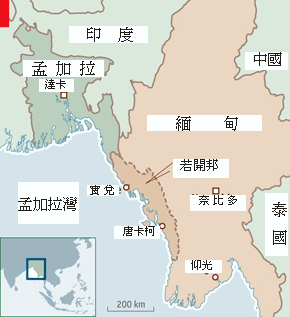 印 度
中國
孟 加 拉
達卡
緬 甸
若開邦
實 兌
奈 比 多
孟加拉灣
唐卡柯
泰
國
仰光
200 km